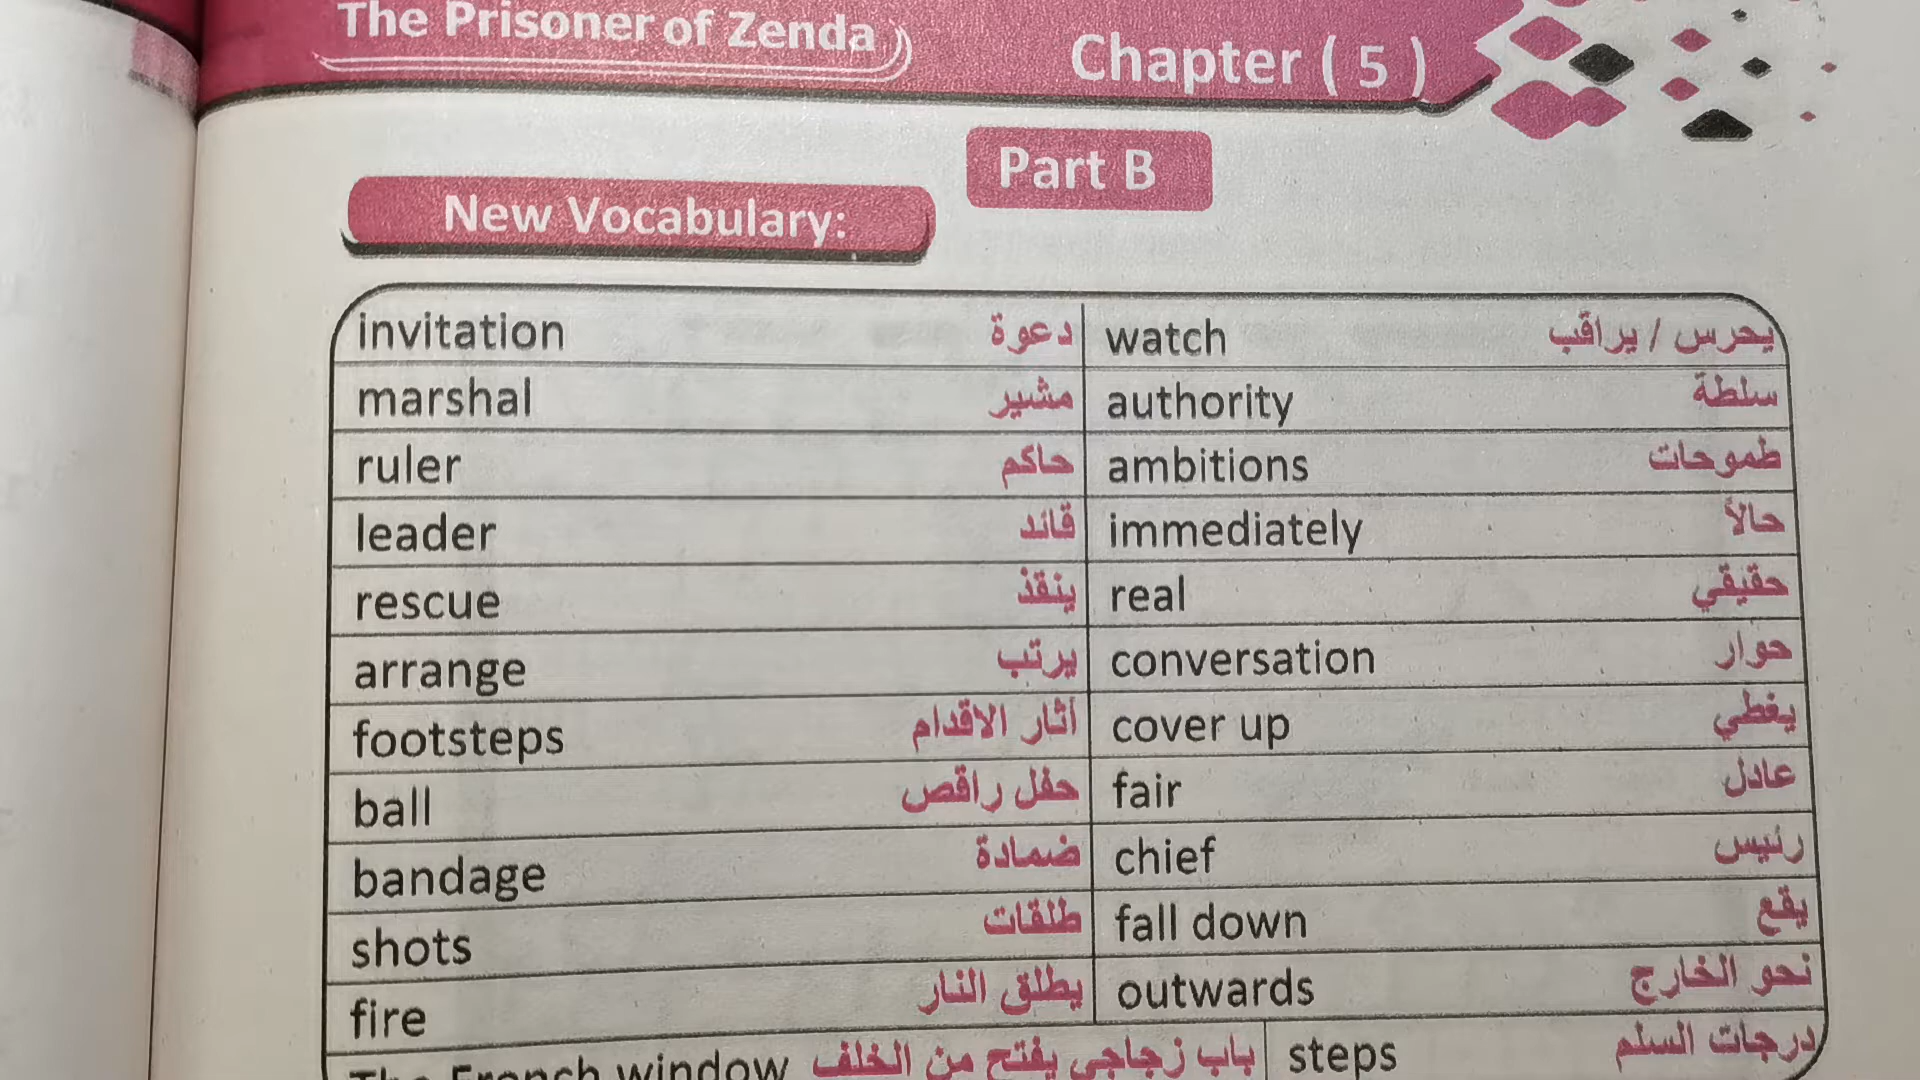 The Prisoner of Zenda
Chapter ( 5 )
Part B
New Vocabulary:
invitation دعوة watch يحرس / يراقب
marshal مشير authority سلطة
ruler حاكم ambitions طموحات
leader قائد immediately حالاً
rescue ينقذ real حقيقي
arrange يرتب conversation حوار
footsteps أثار الاقدام cover up يغطي
ball حفل راقص fair عادل
bandage ضمادة chief رئيس
shots طلقات fall down يقع
fire يطلق النار outwards نحو الخارج
The French window باب زجاجي يفتح من الخلف steps درجات السلم